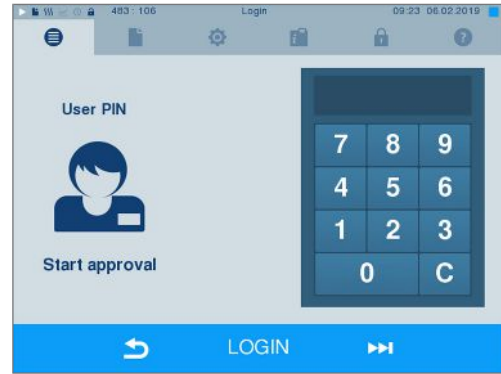 483 : 106 Login 09:23 06.02.2019
User PIN
Start approval
7 8 9
4 5 6
1 2 3
0 C
LOGIN